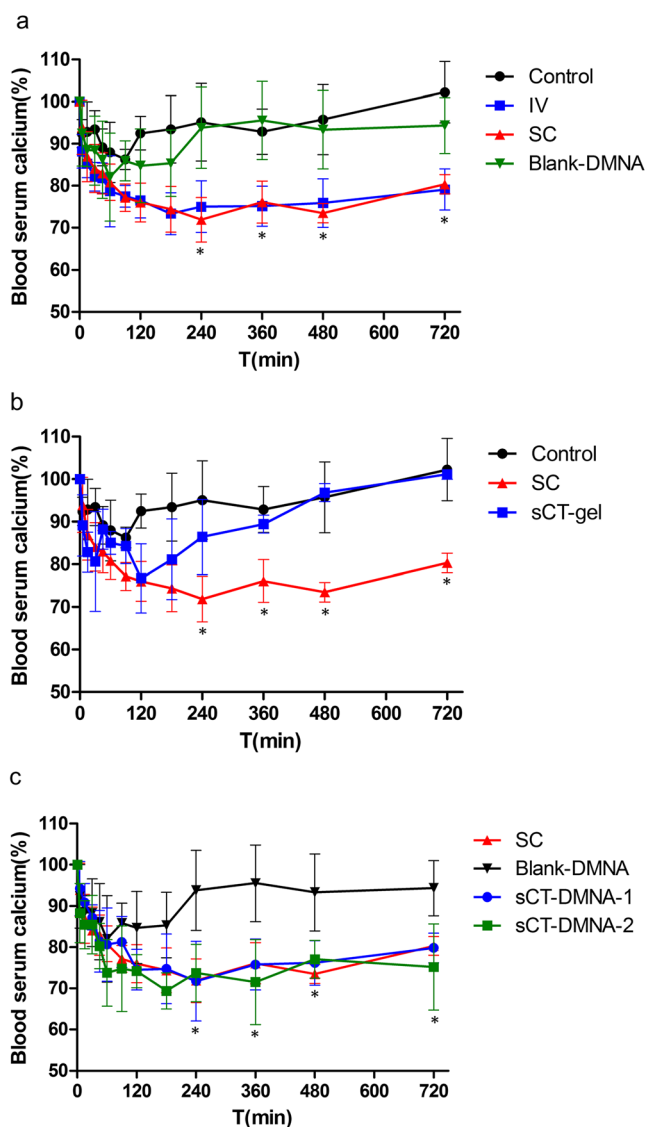 a
Blood serum calcium(%)
110
100
90
80
70
60
50
0 120 240 360 480 600 720
T(min)
* * * *
Control
IV
SC
Blank-DMNA
b
Blood serum calcium(%)
110
100
90
80
70
60
50
0 120 240 360 480 600 720
T(min)
* * * *
Control
SC
sCT-gel
c
Blood serum calcium(%)
110
100
90
80
70
60
50
0 120 240 360 480 600 720
T(min)
* * * *
SC
Blank-DMNA
sCT-DMNA-1
sCT-DMNA-2